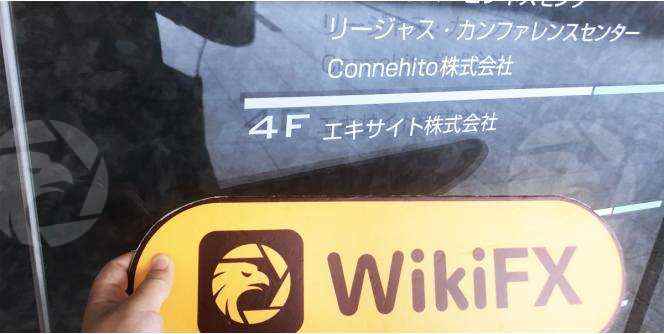 リージャス・カンファレンスセンター
Connehito株式会社
4F エキサイト株式会社
WikiFX